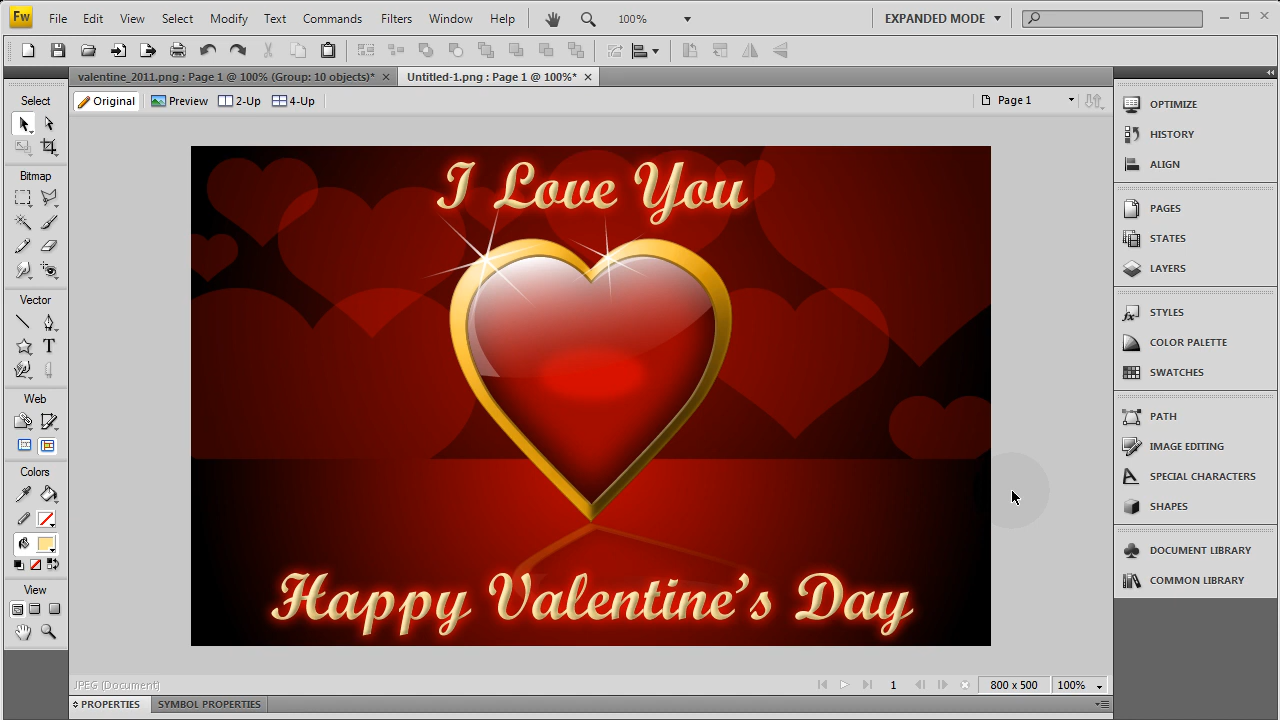 Fw File Edit View Select Modify Text Commands Filters Window Help 100% EXPANDED MODE
valentine_2011.png : Page 1 @ 100% (Group: 10 objects)* Untitled-1.png : Page 1 @ 100%*
Original Preview 2-Up 4-Up Page 1
Select
Bitmap
Vector
T
Web
Colors
View
I Love You
Happy Valentine's Day
OPTIMIZE
HISTORY
ALIGN
PAGES
STATES
LAYERS
STYLES
COLOR PALETTE
SWATCHES
PATH
IMAGE EDITING
SPECIAL CHARACTERS
SHAPES
DOCUMENT LIBRARY
COMMON LIBRARY
JPEG (Document) 1 800 x 500 100%
PROPERTIES SYMBOL PROPERTIES